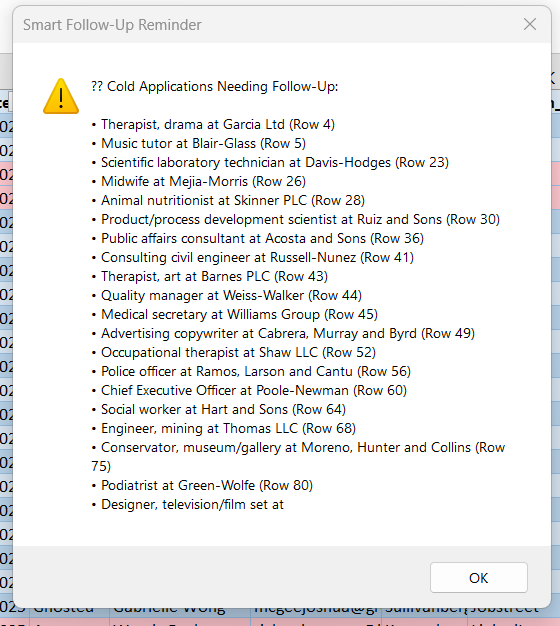 Smart Follow-Up Reminder
?? Cold Applications Needing Follow-Up:
• Therapist, drama at Garcia Ltd (Row 4)
• Music tutor at Blair-Glass (Row 5)
• Scientific laboratory technician at Davis-Hodges (Row 23)
• Midwife at Mejia-Morris (Row 26)
• Animal nutritionist at Skinner PLC (Row 28)
• Product/process development scientist at Ruiz and Sons (Row 30)
• Public affairs consultant at Acosta and Sons (Row 36)
• Consulting civil engineer at Russell-Nunez (Row 41)
• Therapist, art at Barnes PLC (Row 43)
• Quality manager at Weiss-Walker (Row 44)
• Medical secretary at Williams Group (Row 45)
• Advertising copywriter at Cabrera, Murray and Byrd (Row 49)
• Occupational therapist at Shaw LLC (Row 52)
• Police officer at Ramos, Larson and Cantu (Row 56)
• Chief Executive Officer at Poole-Newman (Row 60)
• Social worker at Hart and Sons (Row 64)
• Engineer, mining at Thomas LLC (Row 68)
• Conservator, museum/gallery at Moreno, Hunter and Collins (Row
75)
• Podiatrist at Green-Wolfe (Row 80)
• Designer, television/film set at
OK